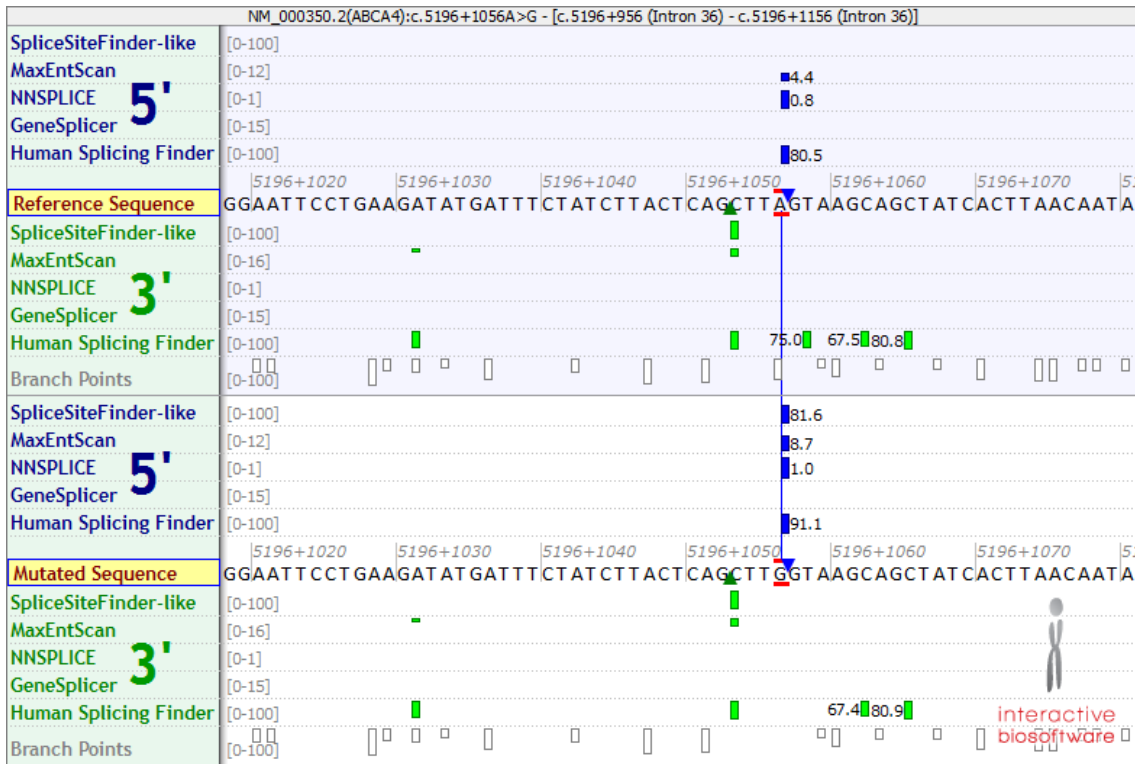 NM_000350.2(ABCA4):c.5196+1056A>G - [c.5196+956 (Intron 36) - c.5196+1156 (Intron 36)]
SpliceSiteFinder-like [0-100]
MaxEntScan [0-12] 4.4
NNSPLICE [0-1] 0.8
5'
GeneSplicer [0-15]
Human Splicing Finder [0-100] 80.5
5196+1020 5196+1030 5196+1040 5196+1050 5196+1060 5196+1070
Reference Sequence GGAATTCCTGAAGATATGATTTCTATCTTACTCAGCTTAGTAAGCAGCTATCACTTAACAATA
SpliceSiteFinder-like [0-100]
MaxEntScan [0-16]
NNSPLICE [0-1]
3'
GeneSplicer [0-15]
Human Splicing Finder [0-100] 75.0 67.5 80.8
Branch Points [0-100]
SpliceSiteFinder-like [0-100] 81.6
MaxEntScan [0-12] 8.7
NNSPLICE [0-1] 1.0
5'
GeneSplicer [0-15]
Human Splicing Finder [0-100] 91.1
5196+1020 5196+1030 5196+1040 5196+1050 5196+1060 5196+1070
Mutated Sequence GGAATTCCTGAAGATATGATTTCTATCTTACTCAGCTTGGTAAGCAGCTATCACTTAACAATA
SpliceSiteFinder-like [0-100]
MaxEntScan [0-16]
NNSPLICE [0-1]
3'
GeneSplicer [0-15]
Human Splicing Finder [0-100] 67.4 80.9
Branch Points [0-100]
interactive
biosoftware